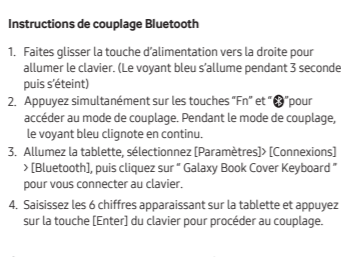 Instructions de couplage Bluetooth
1. Faites glisser la touche d’alimentation vers la droite pour
allumer le clavier. (Le voyant bleu s’allume pendant 3 seconde
puis s’éteint)
2. Appuyez simultanément sur les touches “Fn” et “ ”pour
accéder au mode de couplage. Pendant le mode de couplage,
le voyant bleu clignote en continu.
3. Allumez la tablette, sélectionnez [Paramètres]> [Connexions]
> [Bluetooth], puis cliquez sur “ Galaxy Book Cover Keyboard ”
pour vous connecter au clavier.
4. Saisissez les 6 chiffres apparaissant sur la tablette et appuyez
sur la touche [Enter] du clavier pour procéder au couplage.